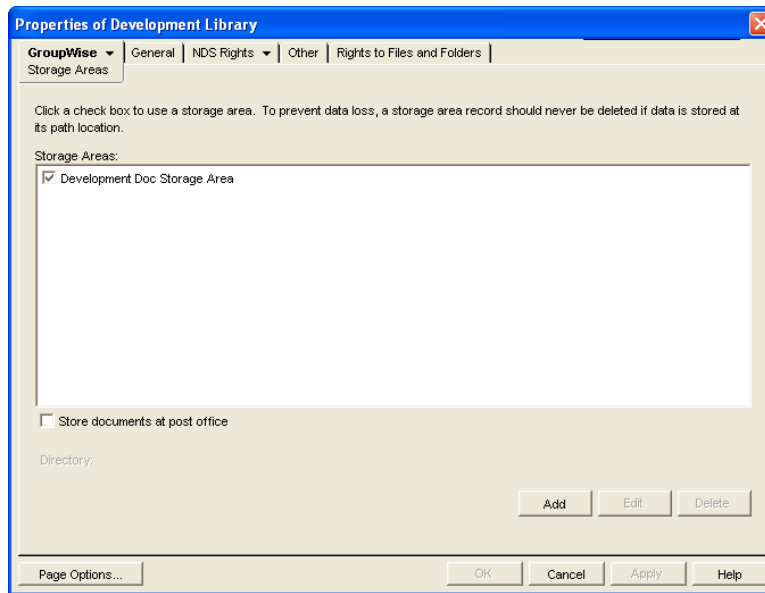 Properties of Development Library
GroupWise General NDS Rights Other Rights to Files and Folders
Storage Areas
Click a check box to use a storage area. To prevent data loss, a storage area record should never be deleted if data is stored at
its path location.
Storage Areas:
Development Doc Storage Area
Store documents at post office
Directory:
Add Edit Delete
Page Options... OK Cancel Apply Help